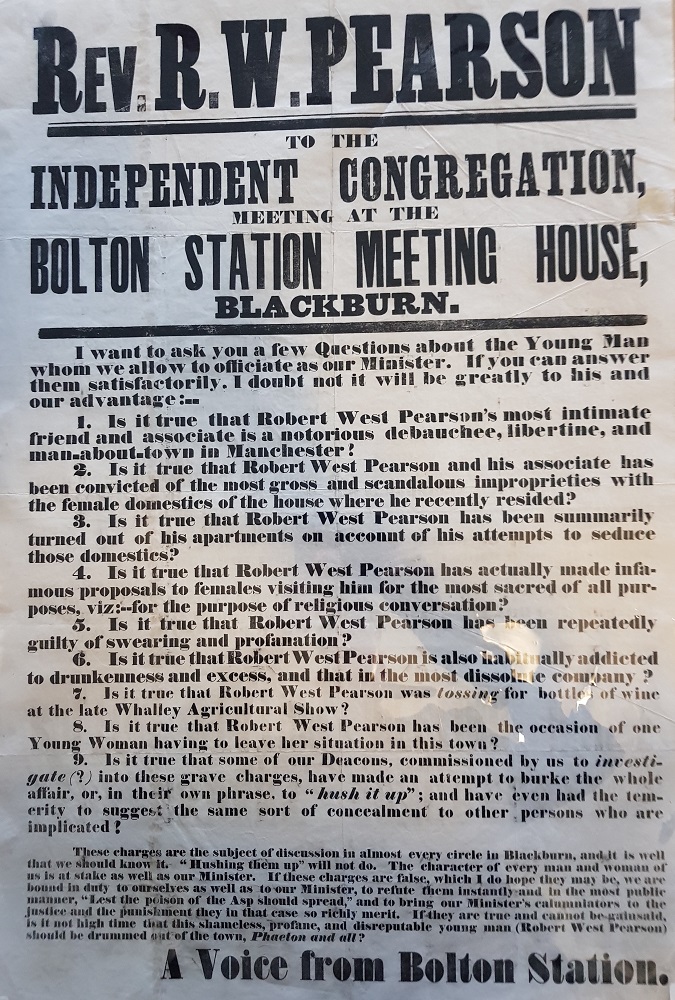 REV. R. W. PEARSON
TO THE
INDEPENDENT CONGREGATION,
MEETING AT THE
BOLTON STATION MEETING HOUSE,
BLACKBURN.
I want to ask you a few Questions about the Young Man
whom we allow to officiate as our Minister. If you can answer
them satisfactorily, I doubt not it will be greatly to his and
our advantage:--
1. Is it true that Robert West Pearson's most intimate
friend and associate is a notorious debauchee, libertine, and
man-about-town in Manchester?
2. Is it true that Robert West Pearson and his associate has
been convicted of the most gross and scandalous improprieties with
the female domestics of the house where he recently resided?
3. Is it true that Robert West Pearson has been summarily
turned out of his apartments on account of his attempts to seduce
those domestics?
4. Is it true that Robert West Pearson has actually made infa-
mous proposals to females visiting him for the most sacred of all pur-
poses, viz:--for the purpose of religious conversation?
5. Is it true that Robert West Pearson has been repeatedly
guilty of swearing and profanation?
6. Is it true that Robert West Pearson is also habitually addicted
to drunkenness and excess, and that in the most dissolute company?
7. Is it true that Robert West Pearson was tossing for bottles of wine
at the late Whalley Agricultural Show?
8. Is it true that Robert West Pearson has been the occasion of one
Young Woman having to leave her situation in this town?
9. Is it true that some of our Deacons, commissioned by us to investi-
gate (?) into these grave charges, have made an attempt to burke the whole
affair, or, in their own phrase, to "hush it up"; and have even had the tem-
erity to suggest the same sort of concealment to other persons who are
implicated?
These charges are the subject of discussion in almost every circle in Blackburn, and it is well
that we should know it. "Hushing them up" will not do. The character of every man and woman of
us is at stake as well as our Minister. If these charges are false, which I do hope they may be, we are
bound in duty to ourselves as well as to our Minister, to refute them instantly and in the most public
manner, "Lest the poison of the Asp should spread," and to bring our Minister's calumniators to the
justice and the punishment they in that case so richly merit. If they are true and cannot be gainsaid,
is it not high time that this shameless, profane, and disreputable young man (Robert West Pearson)
should be drummed out of the town, Phaeton and all?
A Voice from Bolton Station.